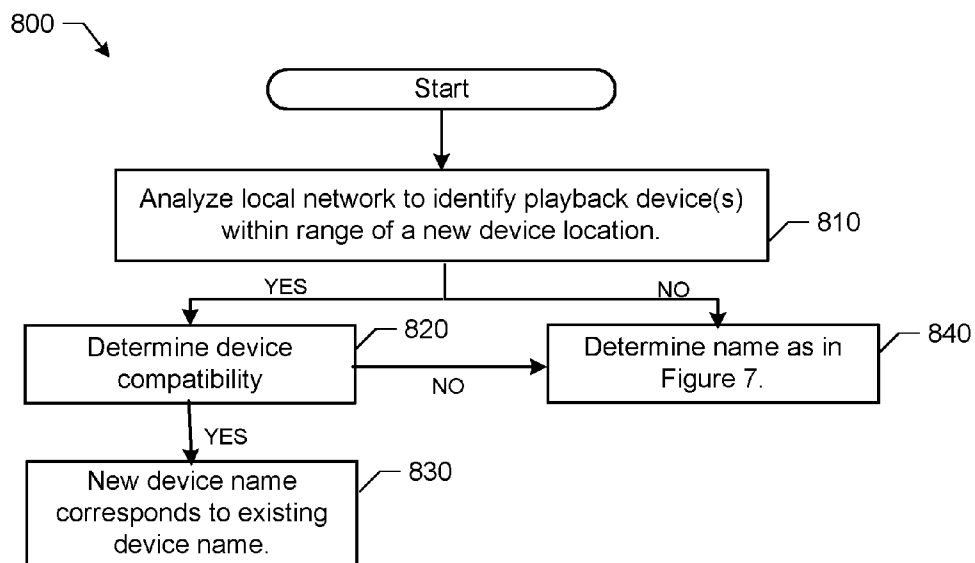 800
Start
Analyze local network to identify playback device(s)
within range of a new device location.
810
YES
NO
Determine device
compatibility
820
NO
Determine name as in
Figure 7.
840
YES
New device name
corresponds to existing
device name.
830